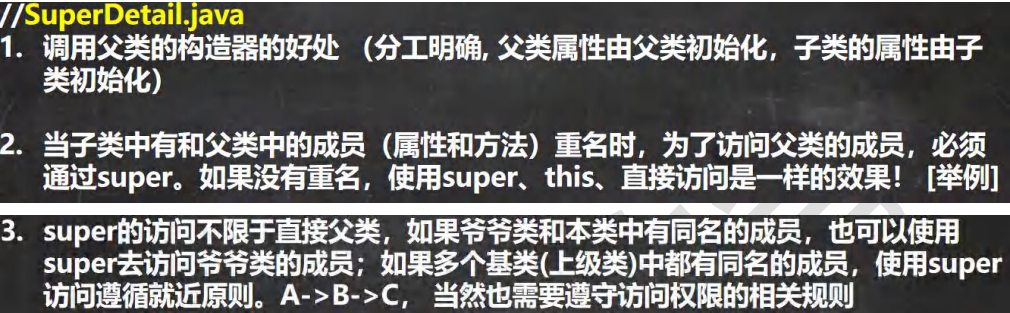 //SuperDetail.java
1. 调用父类的构造器的好处 （分工明确, 父类属性由父类初始化，子类的属性由子
类初始化）
2. 当子类中有和父类中的成员（属性和方法）重名时，为了访问父类的成员，必须
通过super。如果没有重名，使用super、this、直接访问是一样的效果！ [举例]
3. super的访问不限于直接父类，如果爷爷类和本类中有同名的成员，也可以使用
super去访问爷爷类的成员；如果多个基类(上级类)中都有同名的成员，使用super
访问遵循就近原则。A->B->C， 当然也需要遵守访问权限的相关规则